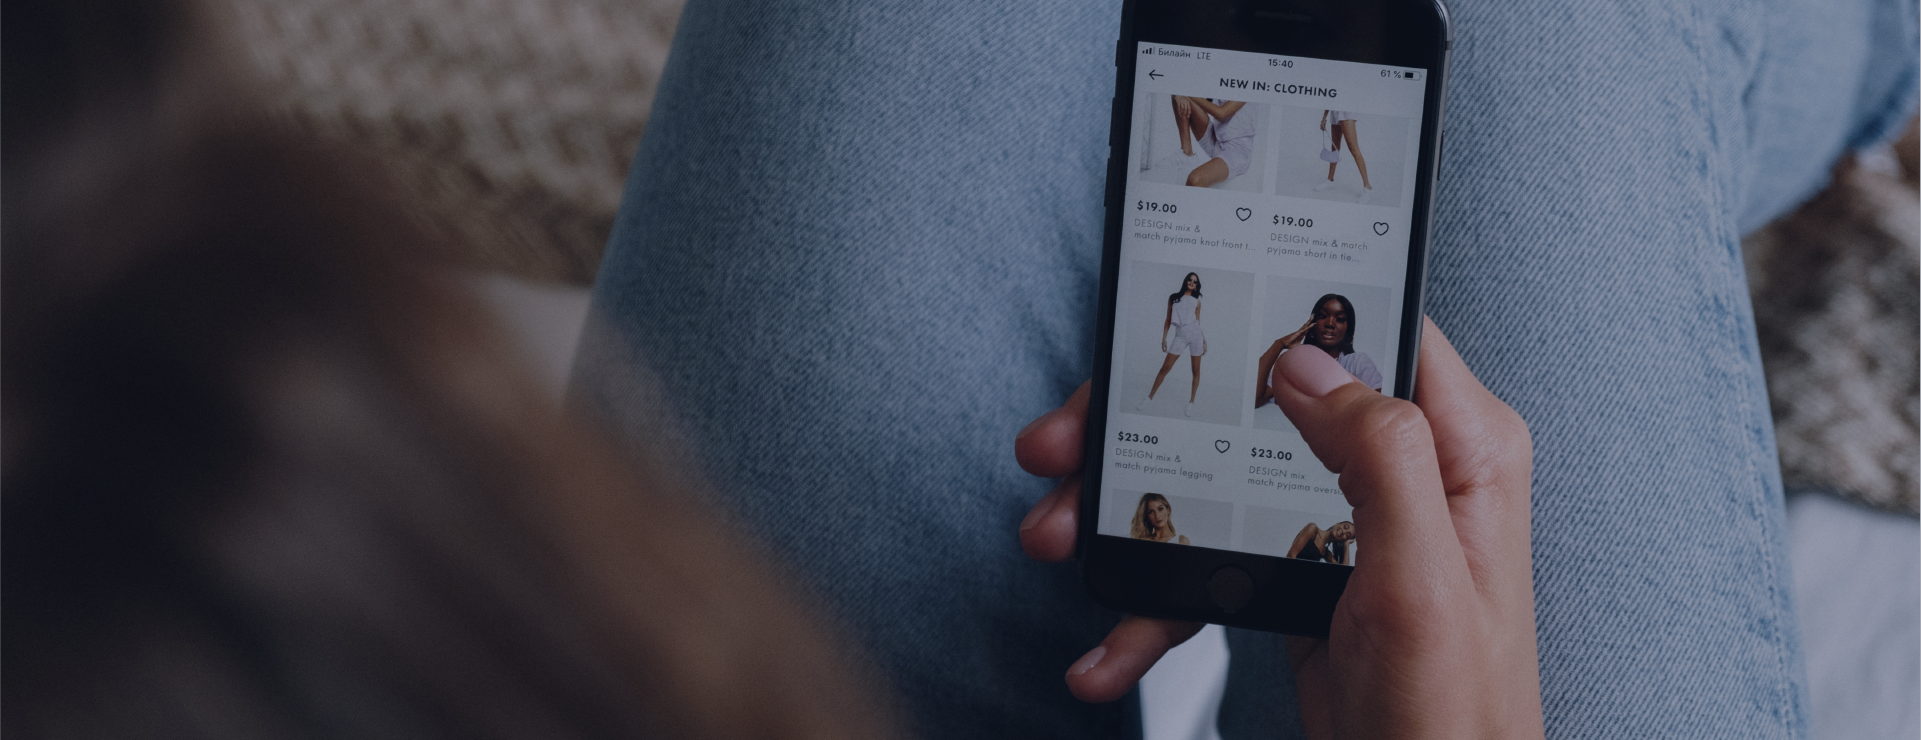 Билайн LTE
15:40
61 %
NEW IN: CLOTHING
$19.00
DESIGN mix &
match pyjama knot front t...
$19.00
DESIGN mix & match
pyjama short in tie...
$23.00
DESIGN mix &
match pyjama legging
$23.00
DESIGN mix
match pyjama oversi